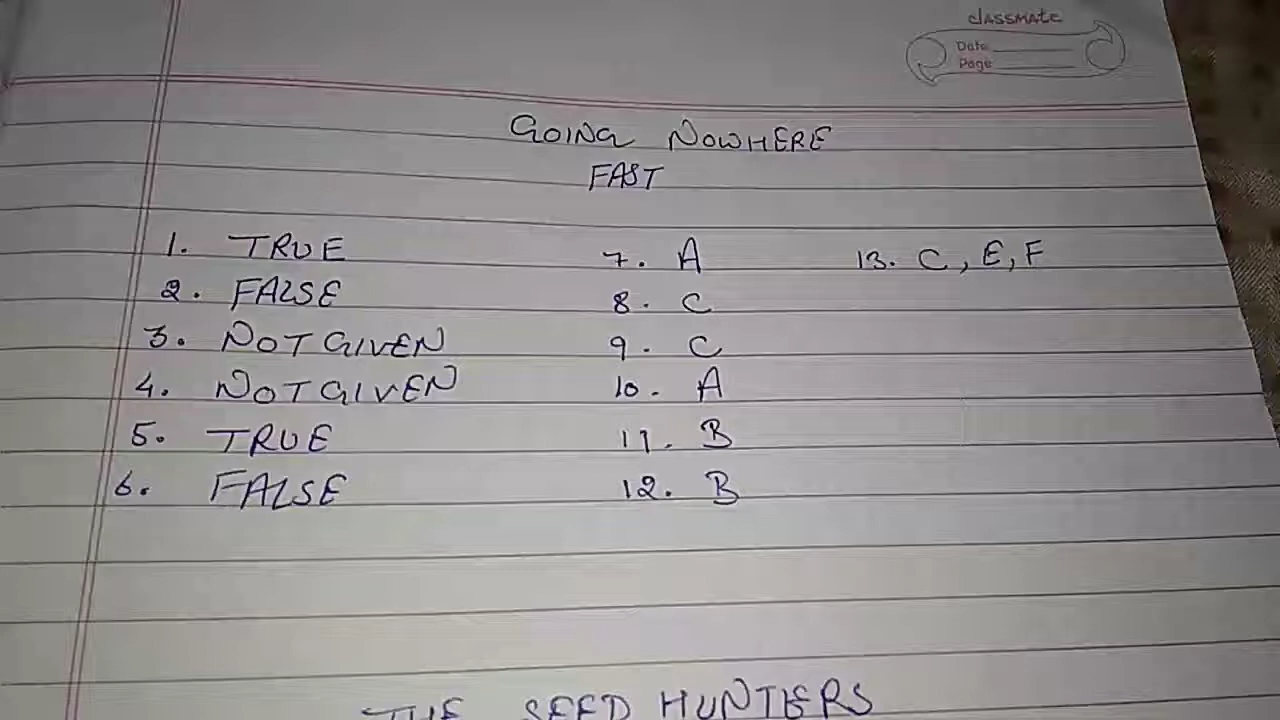 classmate
Date
Page
GOING NOWHERE
FAST
1. TRUE 7. A 13. C, E, F
2. FALSE 8. C
3. NOT GIVEN 9. C
4. NOT GIVEN 10. A
5. TRUE 11. B
6. FALSE 12. B
THE SEED HUNTERS